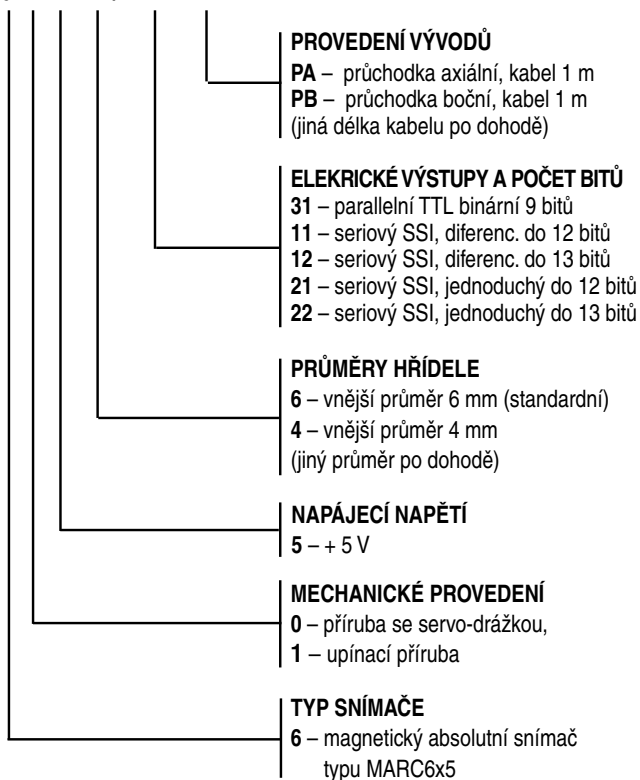 PROVEDENÍ VÝVODŮ
PA – průchodka axiální, kabel 1 m
PB – průchodka boční, kabel 1 m
(jiná délka kabelu po dohodě)
ELEKRICKÉ VÝSTUPY A POČET BITŮ
31 – parallelní TTL binární 9 bitů
11 – seriový SSI, diferenc. do 12 bitů
12 – seriový SSI, diferenc. do 13 bitů
21 – seriový SSI, jednoduchý do 12 bitů
22 – seriový SSI, jednoduchý do 13 bitů
PRŮMĚRY HŘÍDELE
6 – vnější průměr 6 mm (standardní)
4 – vnější průměr 4 mm
(jiný průměr po dohodě)
NAPÁJECÍ NAPĚTÍ
5 – + 5 V
MECHANICKÉ PROVEDENÍ
0 – příruba se servo-drážkou,
1 – upínací příruba
TYP SNÍMAČE
6 – magnetický absolutní snímač
typu MARC6x5